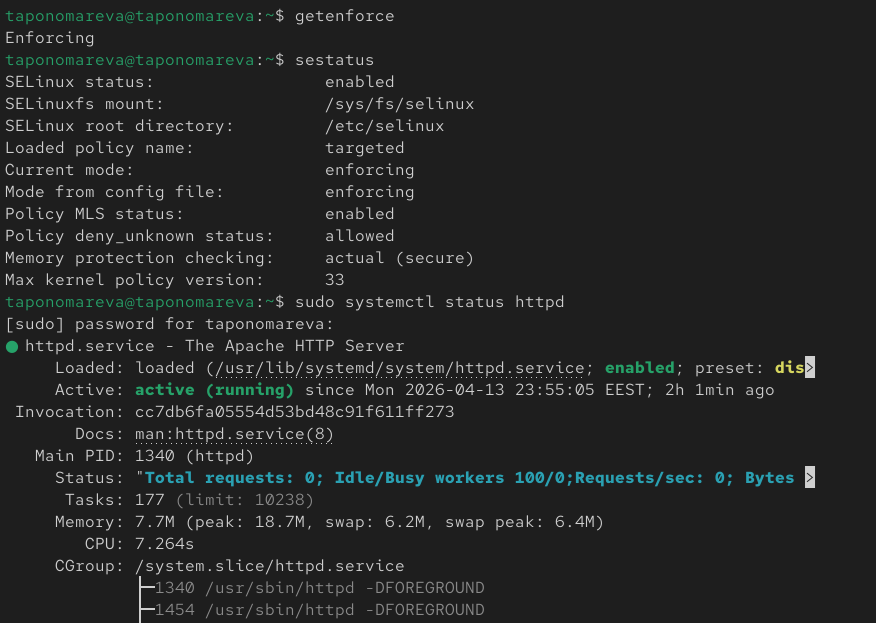 taponomareva@taponomareva:~$ getenforce
Enforcing
taponomareva@taponomareva:~$ sestatus
SELinux status:                 enabled
SELinuxfs mount:                /sys/fs/selinux
SELinux root directory:         /etc/selinux
Loaded policy name:             targeted
Current mode:                   enforcing
Mode from config file:          enforcing
Policy MLS status:              enabled
Policy deny_unknown status:     allowed
Memory protection checking:     actual (secure)
Max kernel policy version:      33
taponomareva@taponomareva:~$ sudo systemctl status httpd
[sudo] password for taponomareva:
● httpd.service - The Apache HTTP Server
     Loaded: loaded (/usr/lib/systemd/system/httpd.service; enabled; preset: dis>
     Active: active (running) since Mon 2026-04-13 23:55:05 EEST; 2h 1min ago
 Invocation: cc7db6fa05554d53bd48c91f611ff273
       Docs: man:httpd.service(8)
   Main PID: 1340 (httpd)
     Status: "Total requests: 0; Idle/Busy workers 100/0;Requests/sec: 0; Bytes >
      Tasks: 177 (limit: 10238)
     Memory: 7.7M (peak: 18.7M, swap: 6.2M, swap peak: 6.4M)
        CPU: 7.264s
     CGroup: /system.slice/httpd.service
             ├─1340 /usr/sbin/httpd -DFOREGROUND
             ├─1454 /usr/sbin/httpd -DFOREGROUND